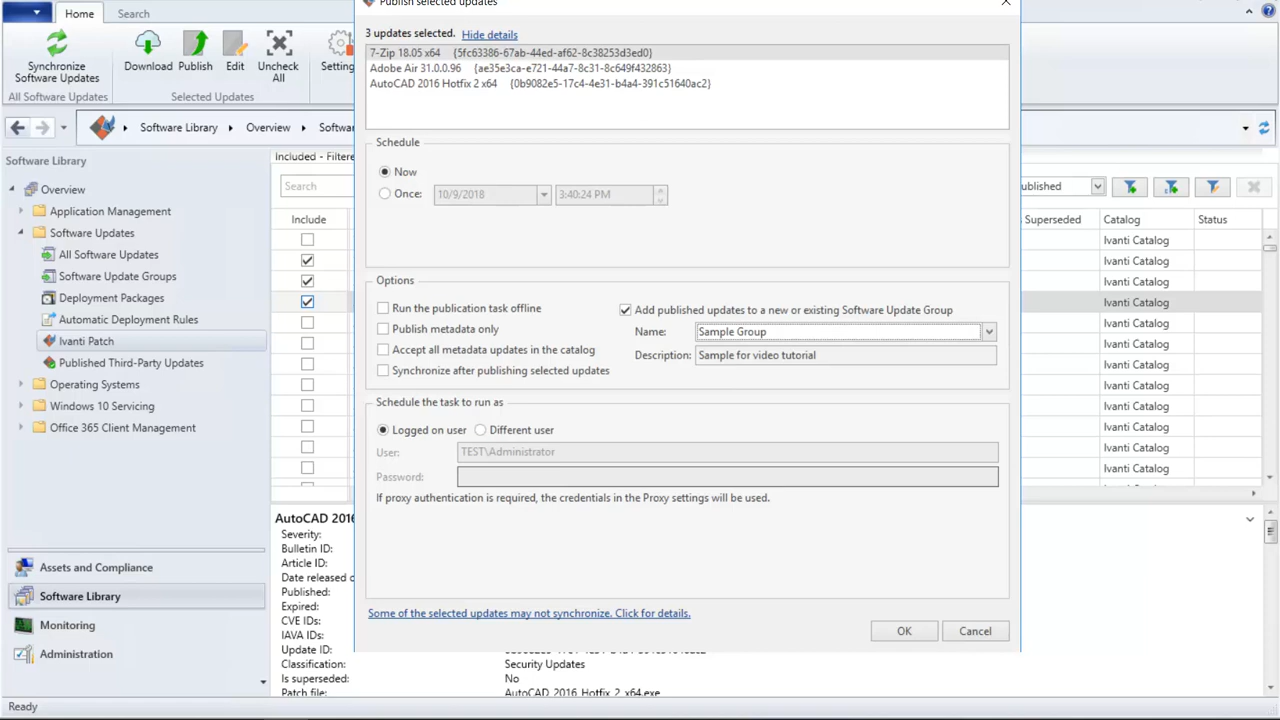 Home
Search
Synchronize
Software Updates
Download
Publish
Edit
Uncheck
All
All Software Updates
Selected Updates
Software Library
Overview
Software Library
Overview
Application Management
Software Updates
All Software Updates
Software Update Groups
Deployment Packages
Automatic Deployment Rules
Ivanti Patch
Published Third-Party Updates
Operating Systems
Windows 10 Servicing
Office 365 Client Management
Assets and Compliance
Software Library
Monitoring
Administration
Ready
Search
Include
Publish selected updates
3 updates selected. Hide details
7-Zip 18.05 x64 {5fc63386-67ab-44ed-af62-8c38253d3ed0}
Adobe Air 31.0.0.96 {ae35e3ca-e721-44a7-8c31-8c649f432863}
AutoCAD 2016 Hotfix 2 x64 {0b9082e5-17c4-4e31-b4a4-391c51640ac2}
Schedule
Now
Once: 10/9/2018 3:40:24 PM
Options
Run the publication task offline
Publish metadata only
Accept all metadata updates in the catalog
Synchronize after publishing selected updates
Add published updates to a new or existing Software Update Group
Name: Sample Group
Description: Sample for video tutorial
Schedule the task to run as
Logged on user Different user
User: TEST\Administrator
Password:
If proxy authentication is required, the credentials in the Proxy settings will be used.
Some of the selected updates may not synchronize. Click for details.
OK Cancel
Superseded Catalog Status
Ivanti Catalog
Ivanti Catalog
Ivanti Catalog
Ivanti Catalog
Ivanti Catalog
Ivanti Catalog
Ivanti Catalog
Ivanti Catalog
Ivanti Catalog
Ivanti Catalog
Ivanti Catalog
Ivanti Catalog
AutoCAD 2016
Severity:
Bulletin ID:
Article ID:
Date released
Published:
Expired:
CVE IDs:
IAVA IDs:
Update ID:
Classification: Security Updates
Is superseded: No
Patch file: AutoCAD_2016_Hotfix_2_x64.exe